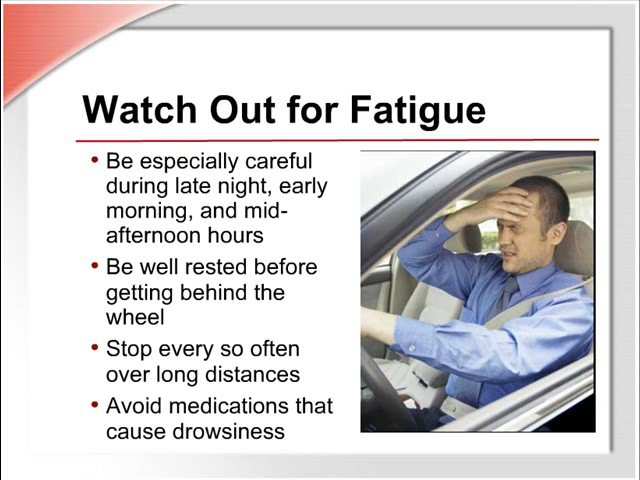 Watch Out for Fatigue
• Be especially careful
during late night, early
morning, and mid-
afternoon hours
• Be well rested before
getting behind the
wheel
• Stop every so often
over long distances
• Avoid medications that
cause drowsiness